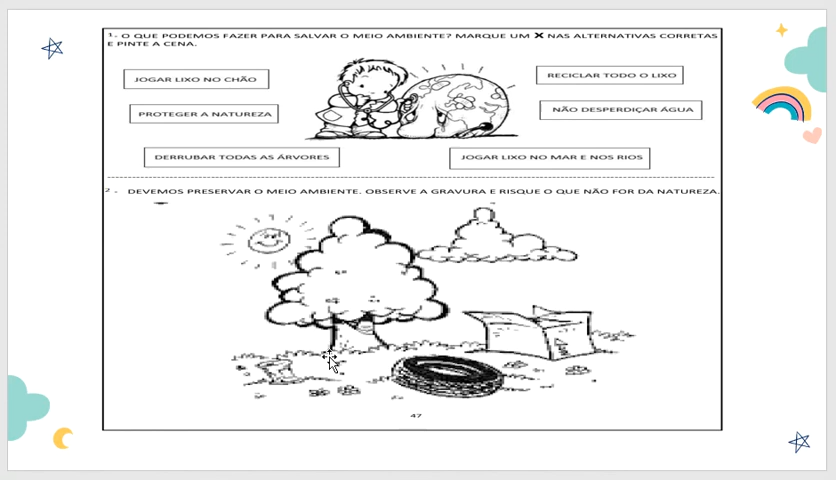 1. O QUE PODEMOS FAZER PARA SALVAR O MEIO AMBIENTE? MARQUE UM X NAS ALTERNATIVAS CORRETAS
E PINTE A CENA.
JOGAR LIXO NO CHÃO
RECICLAR TODO O LIXO
PROTEGER A NATUREZA
NÃO DESPERDIÇAR ÁGUA
DERRUBAR TODAS AS ÁRVORES
JOGAR LIXO NO MAR E NOS RIOS
2 - DEVEMOS PRESERVAR O MEIO AMBIENTE. OBSERVE A GRAVURA E RISQUE O QUE NÃO FOR DA NATUREZA.
47